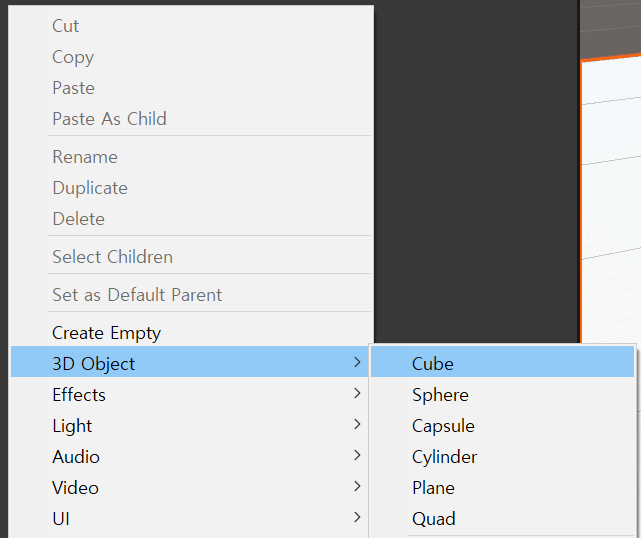 Cut
Copy
Paste
Paste As Child
Rename
Duplicate
Delete
Select Children
Set as Default Parent
Create Empty
3D Object
Effects
Light
Audio
Video
UI
Cube
Sphere
Capsule
Cylinder
Plane
Quad